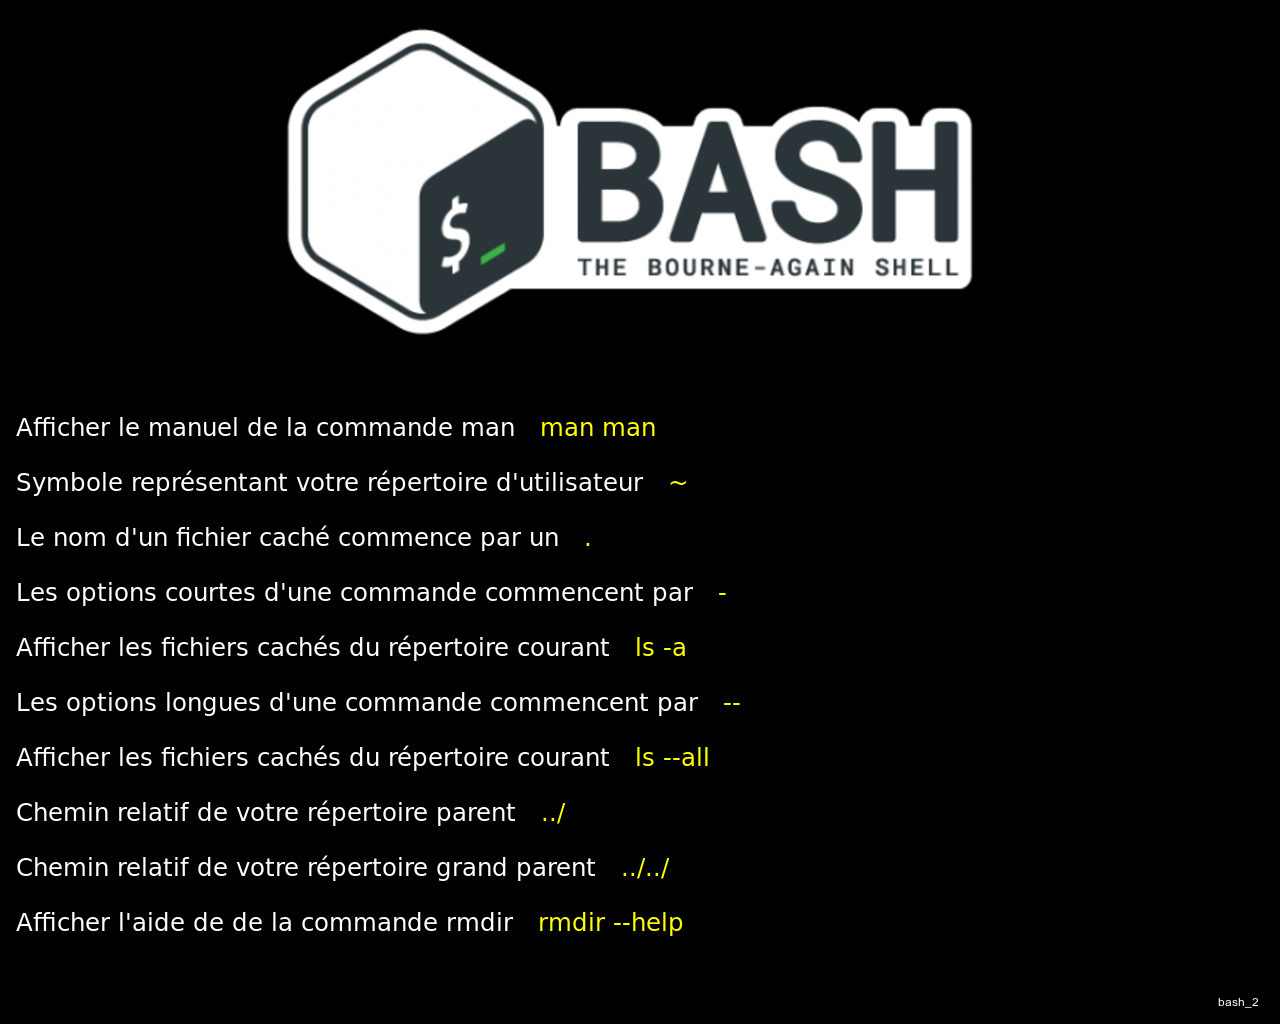 $_
BASH
THE BOURNE-AGAIN SHELL
Afficher le manuel de la commande man man man
Symbole représentant votre répertoire d'utilisateur ~
Le nom d'un fichier caché commence par un .
Les options courtes d'une commande commencent par -
Afficher les fichiers cachés du répertoire courant ls -a
Les options longues d'une commande commencent par --
Afficher les fichiers cachés du répertoire courant ls --all
Chemin relatif de votre répertoire parent ../
Chemin relatif de votre répertoire grand parent ../../
Afficher l'aide de de la commande rmdir rmdir --help
bash_2